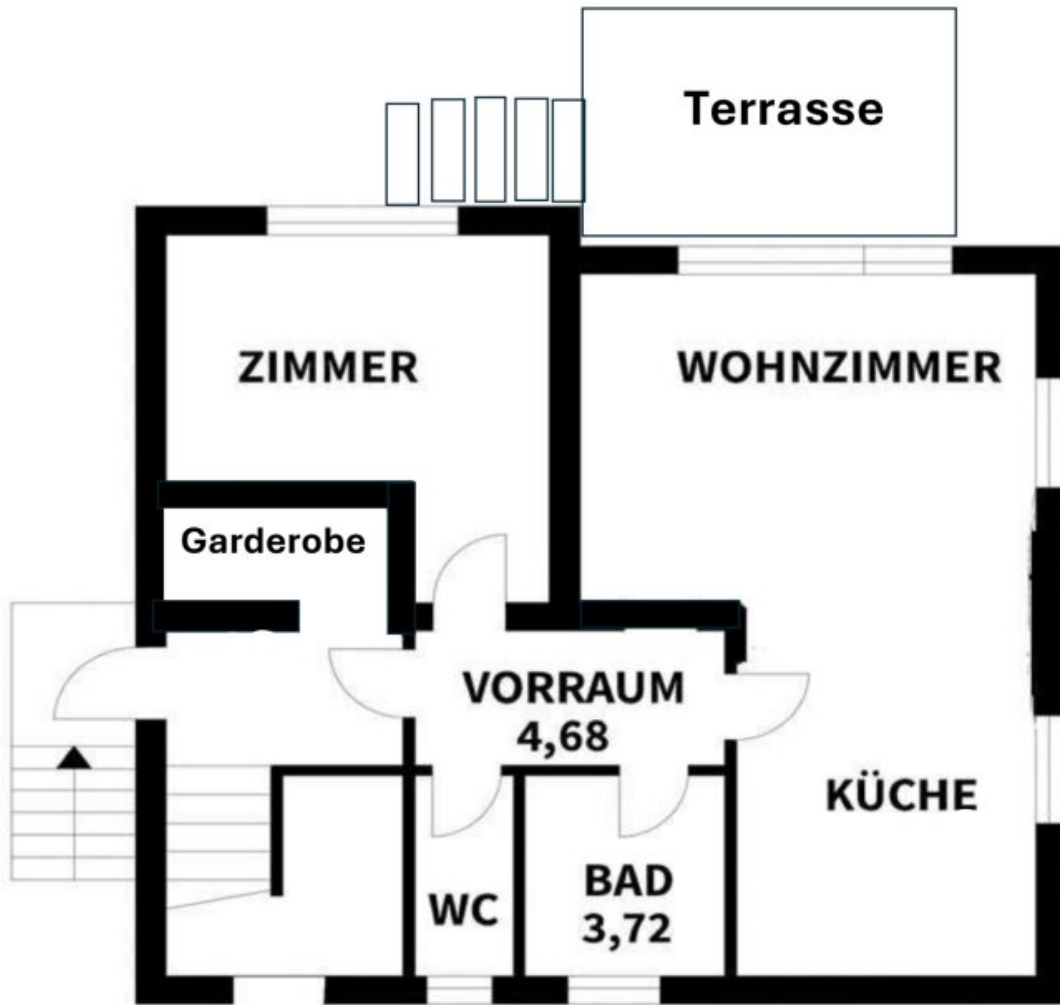 Terrasse
ZIMMER
WOHNZIMMER
Garderobe
VORRAUM
4,68
KÜCHE
BAD
3,72
WC